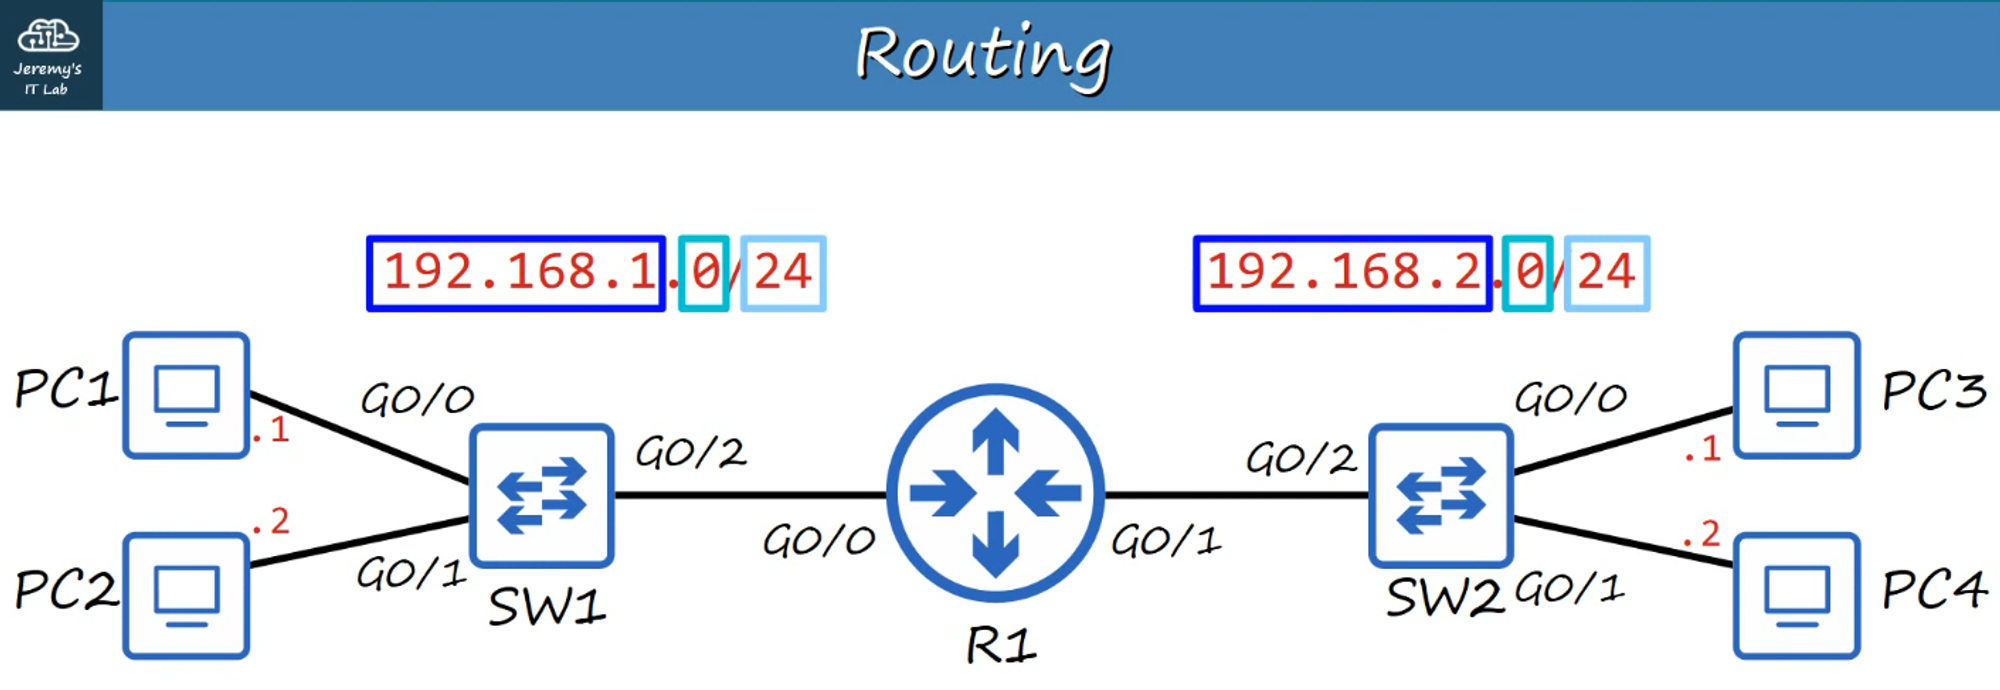 Jeremy's
IT Lab
Routing
192.168.1.0/24
192.168.2.0/24
PC1
.1
G0/0
G0/2
G0/2
G0/0
PC3
.1
.2
G0/0
G0/1
.2
PC2
G0/1
SW1
R1
SW2
G0/1
PC4